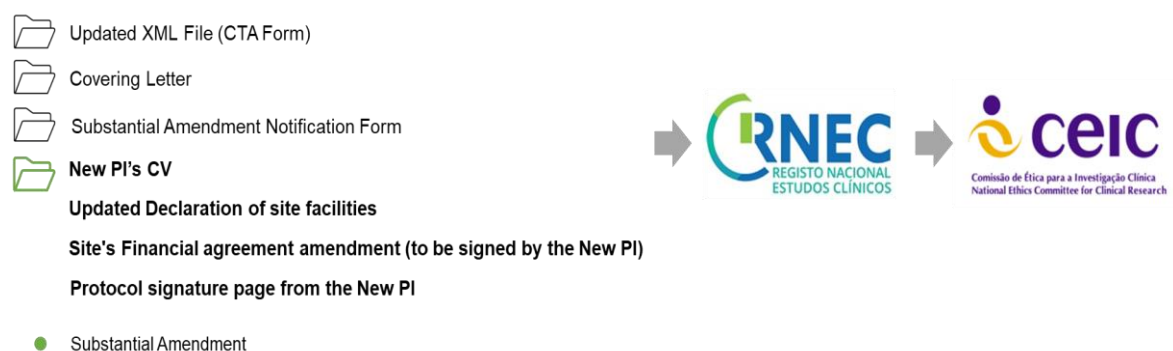 Updated XML File (CTA Form)
Covering Letter
Substantial Amendment Notification Form
New PI's CV
Updated Declaration of site facilities
Site's Financial agreement amendment (to be signed by the New PI)
Protocol signature page from the New PI
Substantial Amendment
RNEC
REGISTO NACIONAL
ESTUDOS CLÍNICOS
ceic
Comissão de Ética para a Investigação Clínica
National Ethics Committee for Clinical Research